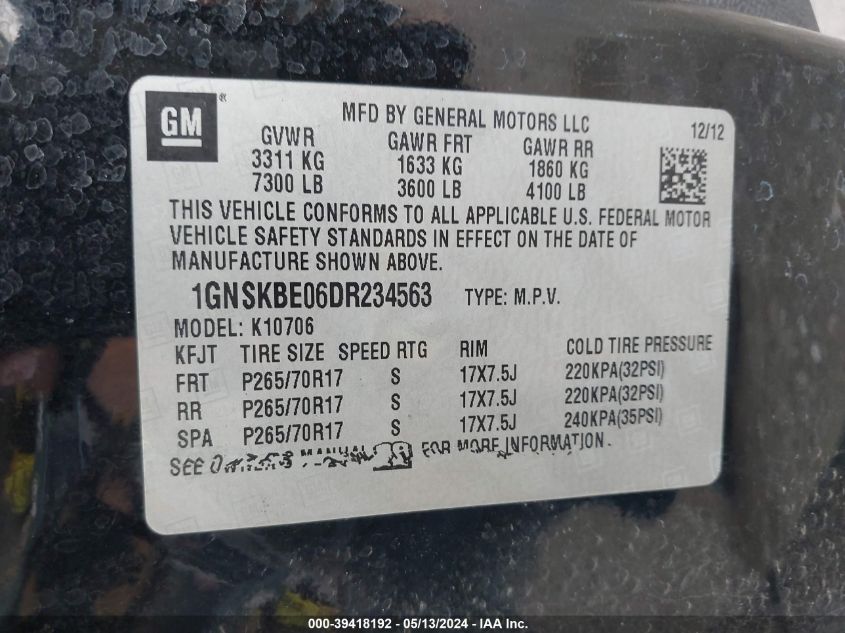 GM®
MFD BY GENERAL MOTORS LLC
12/12
GVWR GAWR FRT GAWR RR
3311 KG 1633 KG 1860 KG
7300 LB 3600 LB 4100 LB
THIS VEHICLE CONFORMS TO ALL APPLICABLE U.S. FEDERAL MOTOR
VEHICLE SAFETY STANDARDS IN EFFECT ON THE DATE OF
MANUFACTURE SHOWN ABOVE.
1GNSKBE06DR234563 TYPE: M.P.V.
MODEL: K10706
KFJT TIRE SIZE SPEED RTG RIM COLD TIRE PRESSURE
FRT P265/70R17 S 17X7.5J 220KPA(32PSI)
RR P265/70R17 S 17X7.5J 220KPA(32PSI)
SPA P265/70R17 S 17X7.5J 240KPA(35PSI)
SEE OWNERS MANUAL FOR MORE INFORMATION.
000-39418192 - 05/13/2024 - IAA Inc.